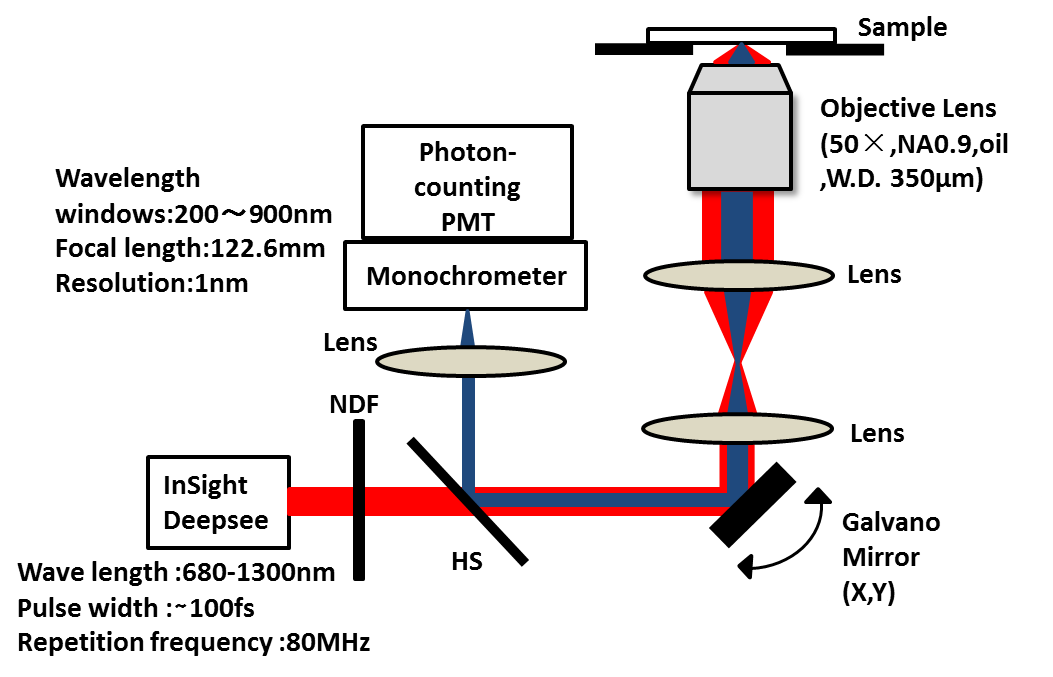 Sample
Objective Lens
(50×,NA0.9,oil
,W.D. 350μm)
Photon-
counting
PMT
Wavelength
windows:200～900nm
Focal length:122.6mm
Resolution:1nm
Monochrometer
Lens
Lens
NDF
Lens
InSight
Deepsee
HS
Galvano
Mirror
(X,Y)
Wave length :680-1300nm
Pulse width :~100fs
Repetition frequency :80MHz